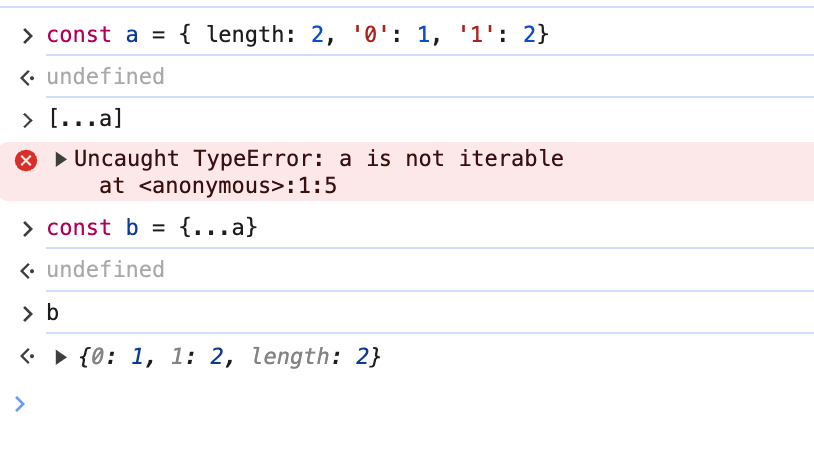 const a = { length: 2, '0': 1, '1': 2}
undefined
[...a]
Uncaught TypeError: a is not iterable
at <anonymous>:1:5
const b = {...a}
undefined
b
{0: 1, 1: 2, length: 2}